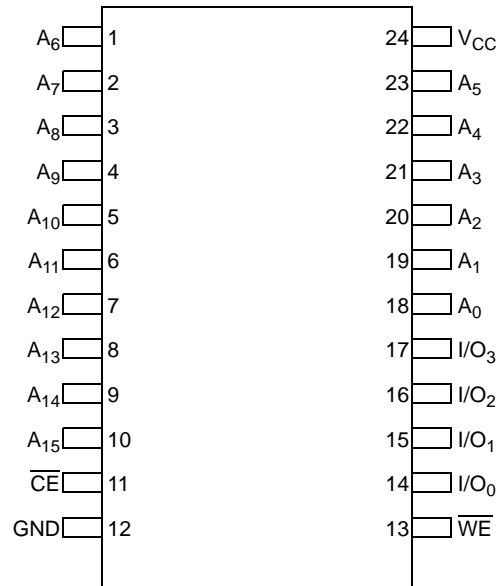 A6 1 24 VCC
A7 2 23 A5
A8 3 22 A4
A9 4 21 A3
A10 5 20 A2
A11 6 19 A1
A12 7 18 A0
A13 8 17 I/O3
A14 9 16 I/O2
A15 10 15 I/O1
C̅E̅ 11 14 I/O0
GND 12 13 W̅E̅